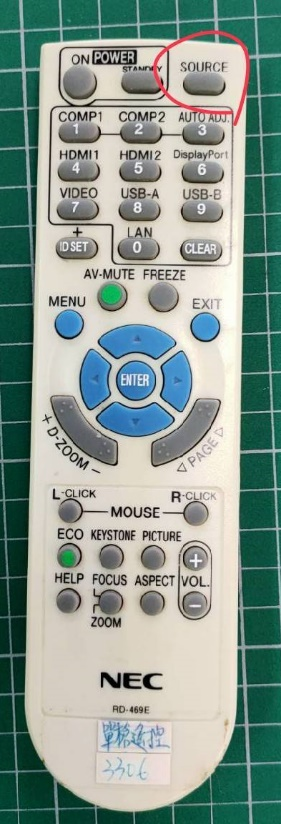 ON POWER STANDBY SOURCE
COMP1 COMP2 AUTO ADJ.
1 2 3
HDMI1 HDMI2 DisplayPort
4 5 6
VIDEO USB-A USB-B
7 8 9
+ LAN
ID SET 0 CLEAR
AV-MUTE FREEZE
MENU EXIT
ENTER
+ D-ZOOM −
◁ PAGE ▷
L-CLICK R-CLICK
MOUSE
ECO KEYSTONE PICTURE +
HELP FOCUS ASPECT VOL.
−
ZOOM
NEC
RD-469E
單槍遙控
3306